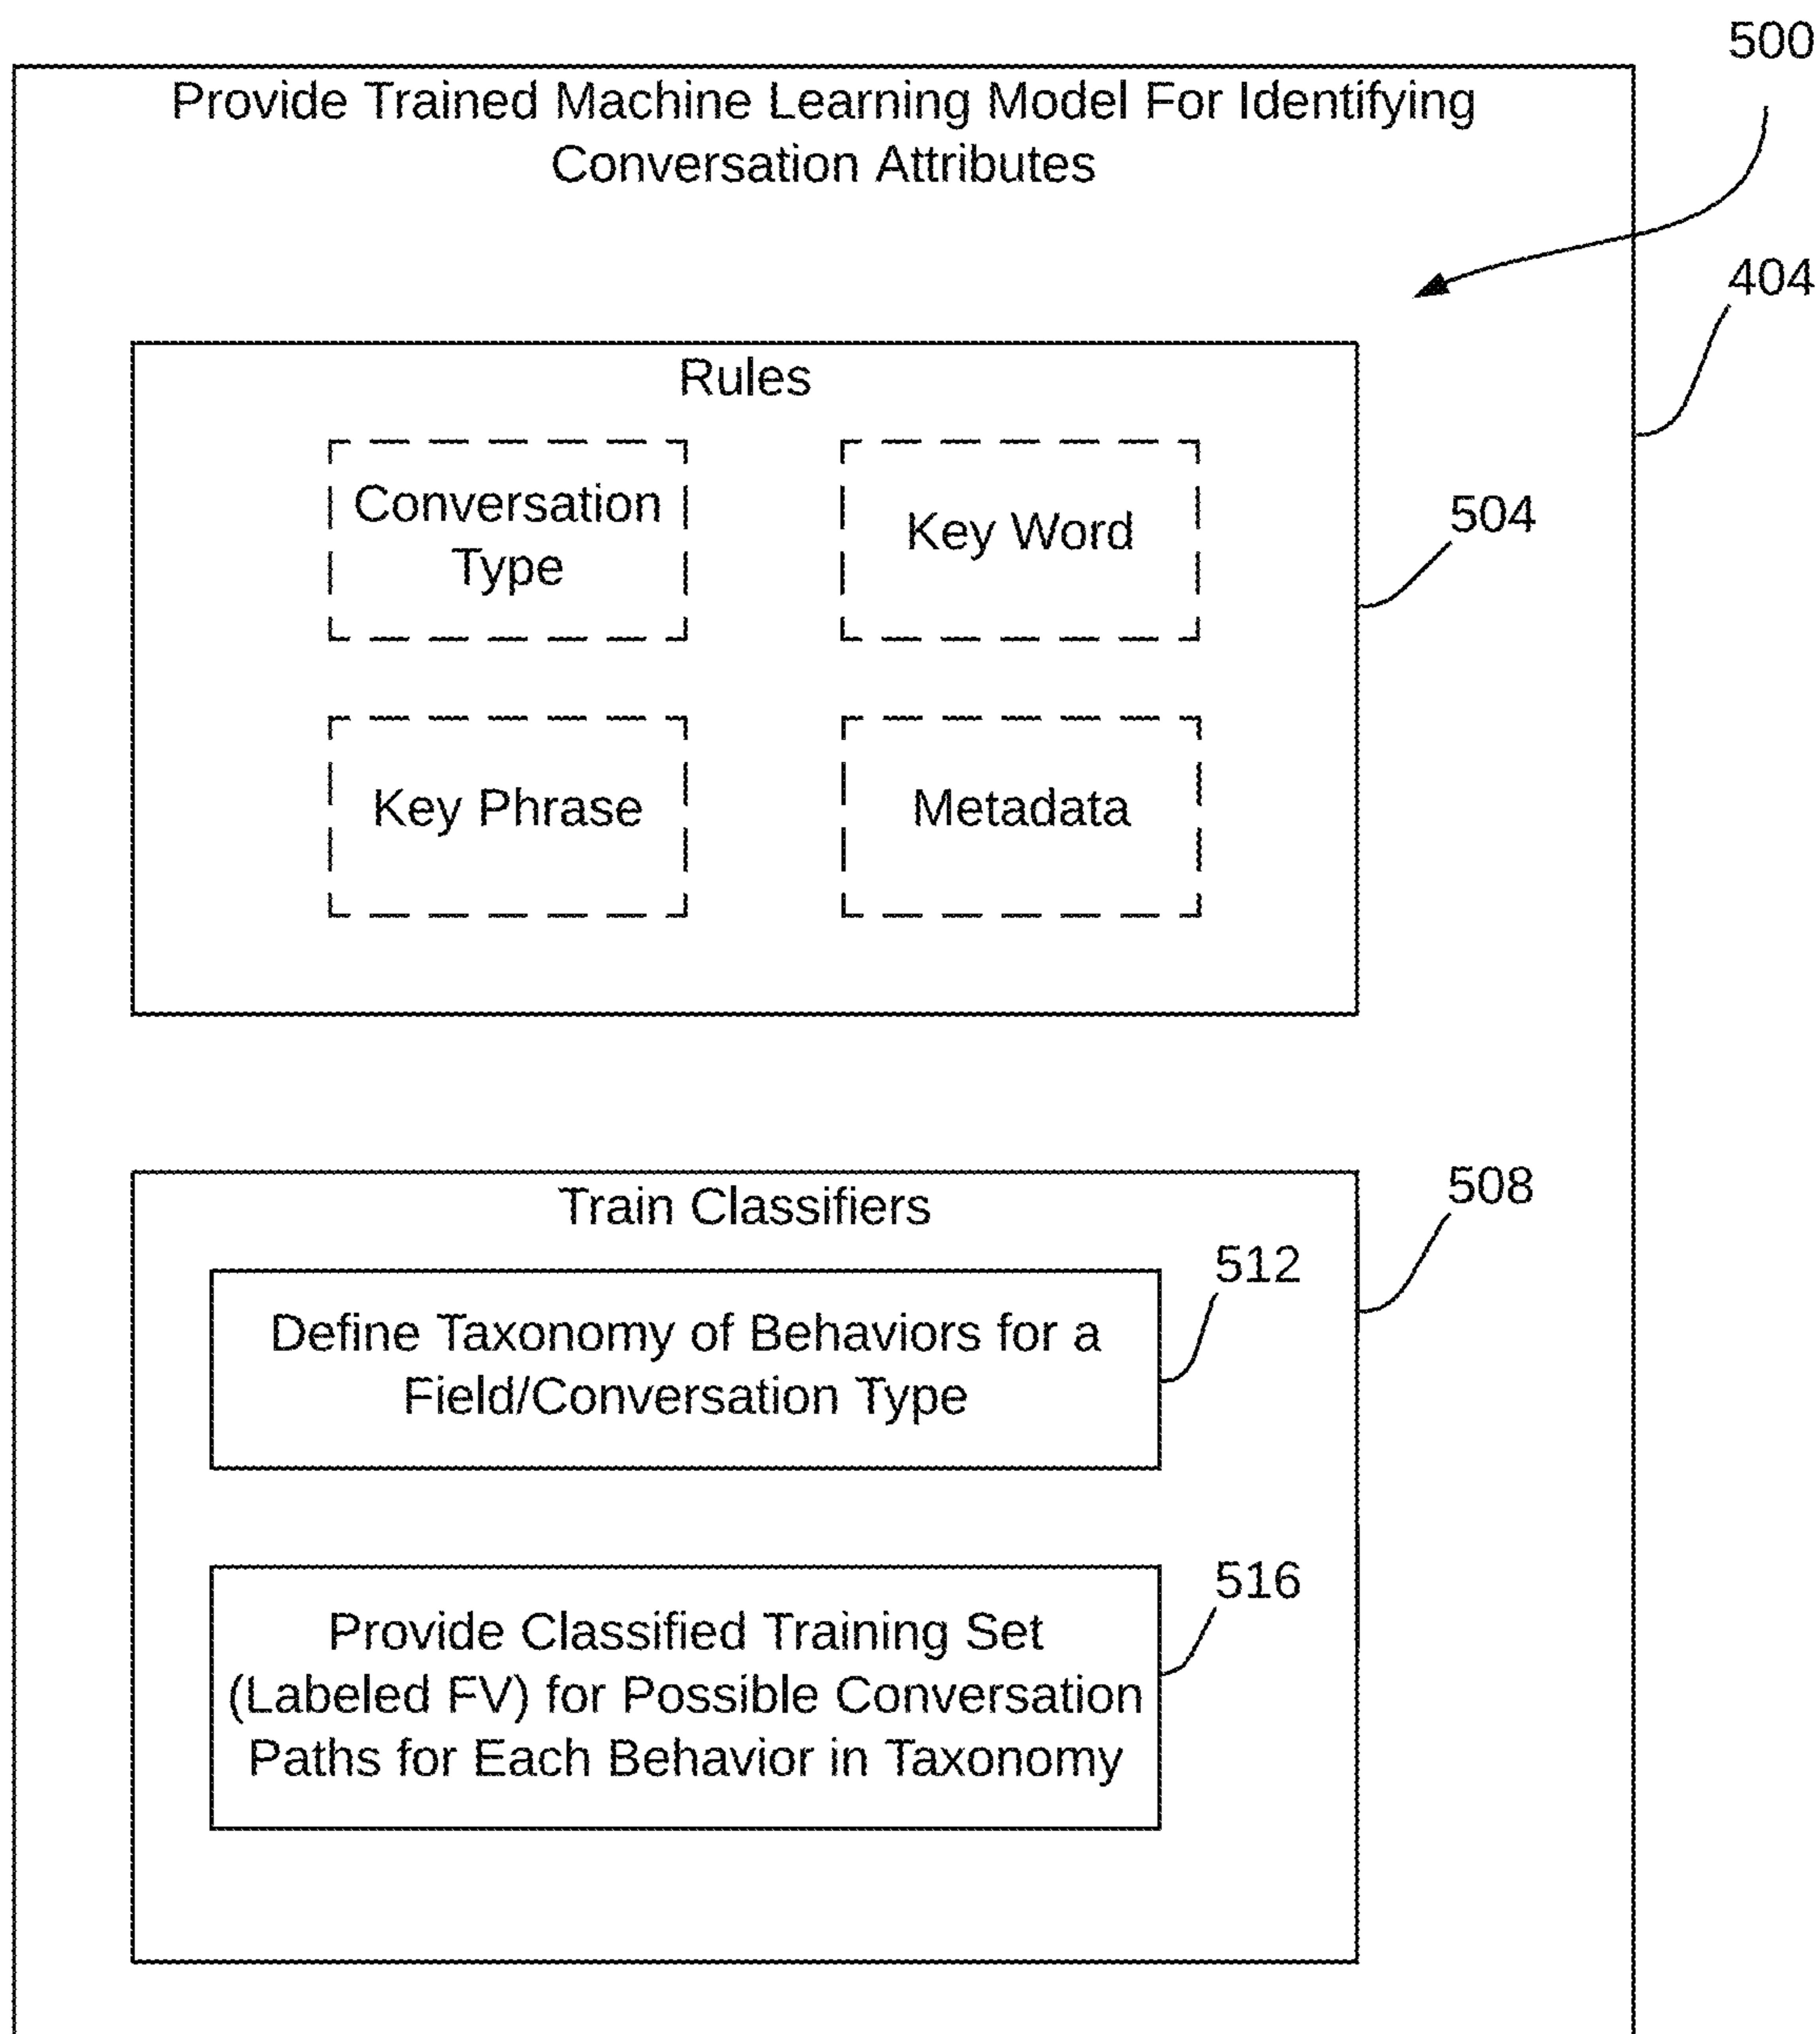 500
Provide Trained Machine Learning Model For Identifying
Conversation Attributes
404
Rules
Conversation
Type
Key Word
504
Key Phrase
Metadata
508
Train Classifiers
512
Define Taxonomy of Behaviors for a
Field/Conversation Type
516
Provide Classified Training Set
(Labeled FV) for Possible Conversation
Paths for Each Behavior in Taxonomy